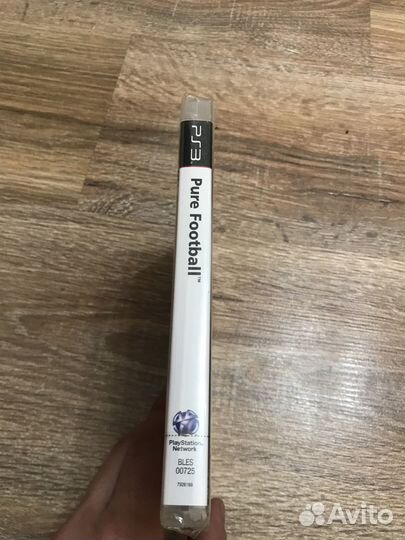 PS3
Pure Football™
PlayStation
Network
BLES
00725
Avito